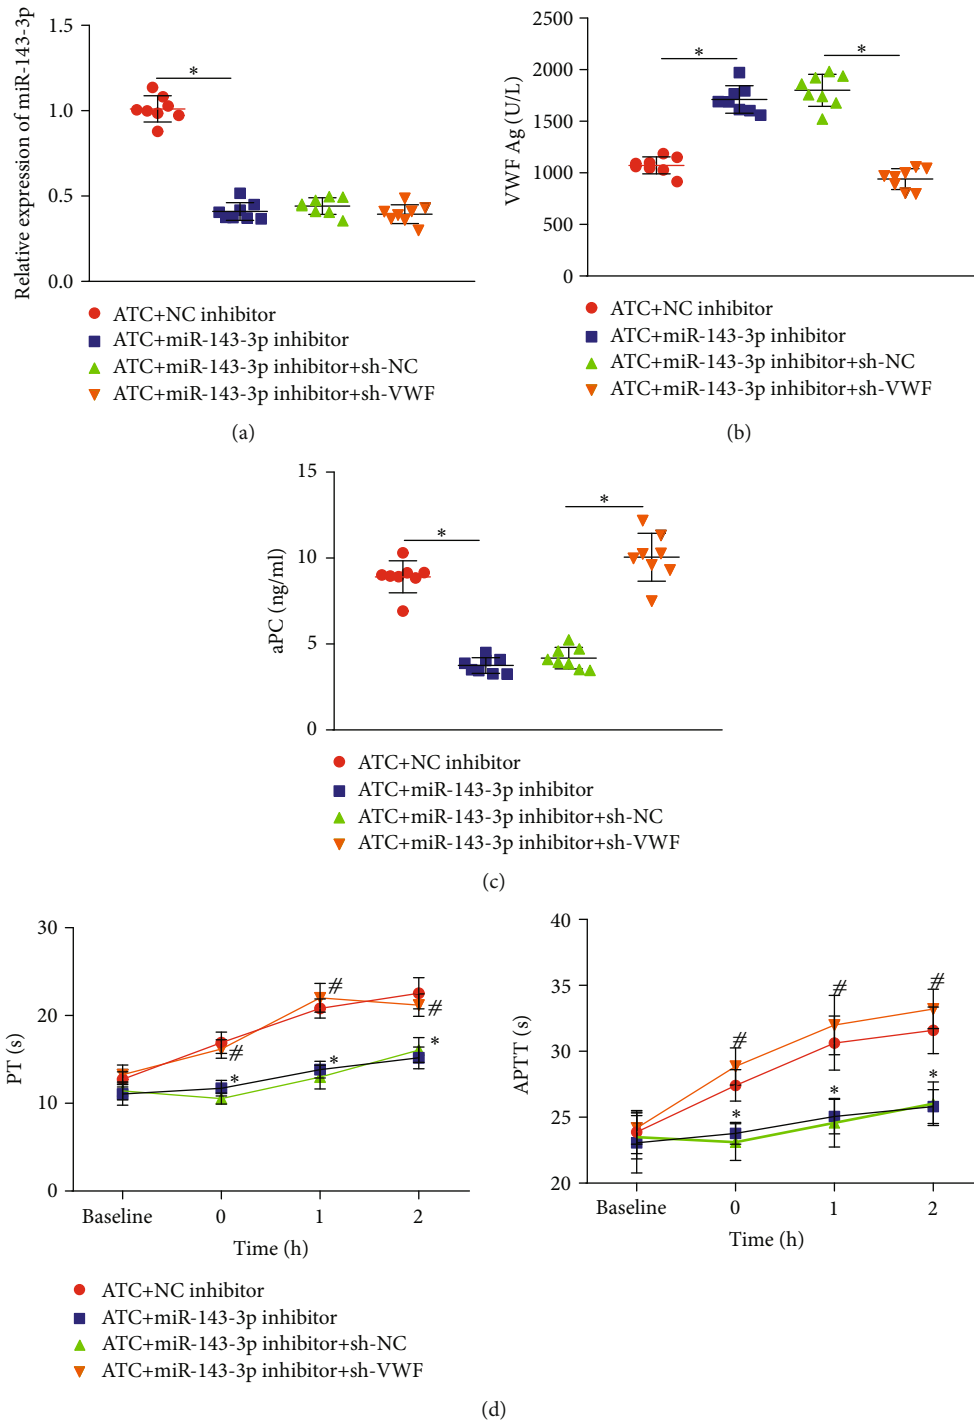 Relative expression of miR-143-3p
1.5
1.0
0.5
0.0
*
ATC+NC inhibitor
ATC+miR-143-3p inhibitor
ATC+miR-143-3p inhibitor+sh-NC
ATC+miR-143-3p inhibitor+sh-VWF
(a)
VWF Ag (U/L)
2500
2000
1500
1000
500
0
*
*
ATC+NC inhibitor
ATC+miR-143-3p inhibitor
ATC+miR-143-3p inhibitor+sh-NC
ATC+miR-143-3p inhibitor+sh-VWF
(b)
aPC (ng/ml)
15
10
5
0
*
*
ATC+NC inhibitor
ATC+miR-143-3p inhibitor
ATC+miR-143-3p inhibitor+sh-NC
ATC+miR-143-3p inhibitor+sh-VWF
(c)
PT (s)
30
20
10
0
#
#
#
*
*
*
Baseline 0 1 2
Time (h)
APTT (s)
40
35
30
25
20
#
#
#
*
*
*
Baseline 0 1 2
Time (h)
ATC+NC inhibitor
ATC+miR-143-3p inhibitor
ATC+miR-143-3p inhibitor+sh-NC
ATC+miR-143-3p inhibitor+sh-VWF
(d)